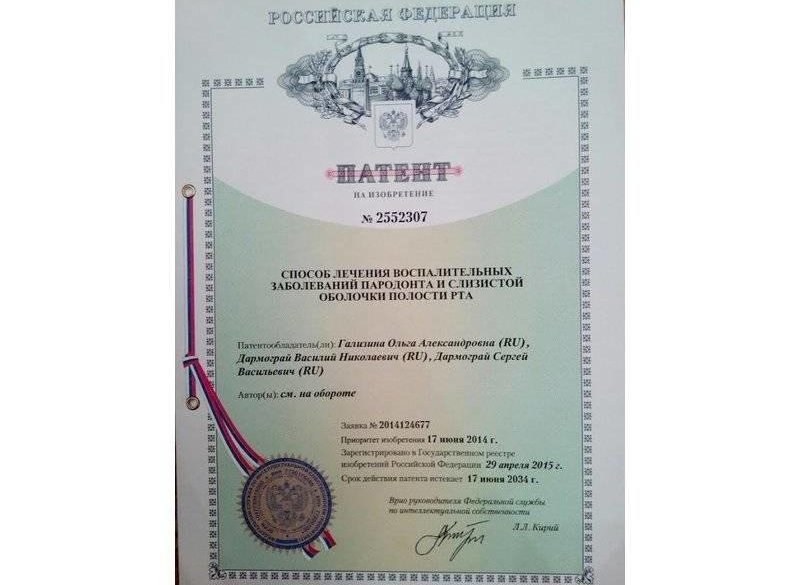 РОССИЙСКАЯ ФЕДЕРАЦИЯ
ПАТЕНТ
НА ИЗОБРЕТЕНИЕ
№ 2552307
СПОСОБ ЛЕЧЕНИЯ ВОСПАЛИТЕЛЬНЫХ
ЗАБОЛЕВАНИЙ ПАРОДОНТА И СЛИЗИСТОЙ
ОБОЛОЧКИ ПОЛОСТИ РТА
Патентообладатель(ли): Гализина Ольга Александровна (RU),
Дармограй Василий Николаевич (RU), Дармограй Сергей
Васильевич (RU)
Автор(ы): см. на обороте
Заявка № 2014124677
Приоритет изобретения 17 июня 2014 г.
Зарегистрировано в Государственном реестре
изобретений Российской Федерации 29 апреля 2015 г.
Срок действия патента истекает 17 июня 2034 г.
Врио руководителя Федеральной службы
по интеллектуальной собственности
Л.Л. Кирий